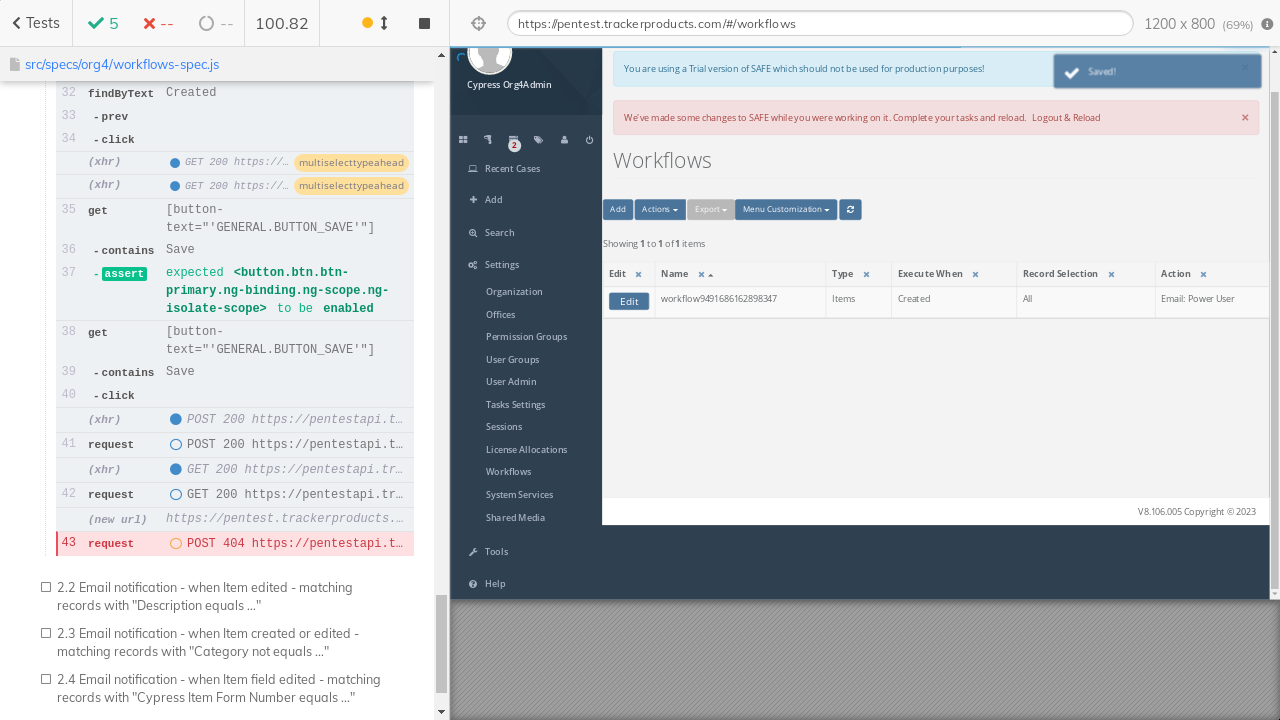 Tests
5
--
--
100.82
https://pentest.trackerproducts.com/#/workflows
1200 x 800 (69%)
src/specs/org4/workflows-spec.js
32 findByText Created
33 - prev
34 - click
(xhr) GET 200 https://… multiselecttypeahead
(xhr) GET 200 https://… multiselecttypeahead
35 get [button-
text="'GENERAL.BUTTON_SAVE'"]
36 - contains Save
37 - assert expected <button.btn.btn-
primary.ng-binding.ng-scope.ng-
isolate-scope> to be enabled
38 get [button-
text="'GENERAL.BUTTON_SAVE'"]
39 - contains Save
40 - click
(xhr) POST 200 https://pentestapi.t…
41 request POST 200 https://pentestapi.t…
(xhr) GET 200 https://pentestapi.tr…
42 request GET 200 https://pentestapi.tr…
(new url) https://pentest.trackerproducts.…
43 request POST 404 https://pentestapi.t…
2.2 Email notification - when Item edited - matching
records with "Description equals ..."
2.3 Email notification - when Item created or edited -
matching records with "Category not equals ..."
2.4 Email notification - when Item field edited - matching
records with "Cypress Item Form Number equals ..."
Cypress Org4Admin
2
Recent Cases
Add
Search
Settings
Organization
Offices
Permission Groups
User Groups
User Admin
Tasks Settings
Sessions
License Allocations
Workflows
System Services
Shared Media
Tools
Help
You are using a Trial version of SAFE which should not be used for production purposes!
Saved!
We've made some changes to SAFE while you were working on it. Complete your tasks and reload. Logout & Reload
Workflows
Add Actions Export Menu Customization
Showing 1 to 1 of 1 items
Edit Name Type Execute When Record Selection Action
Edit workflow9491686162898347 Items Created All Email: Power User
V8.106.005 Copyright © 2023